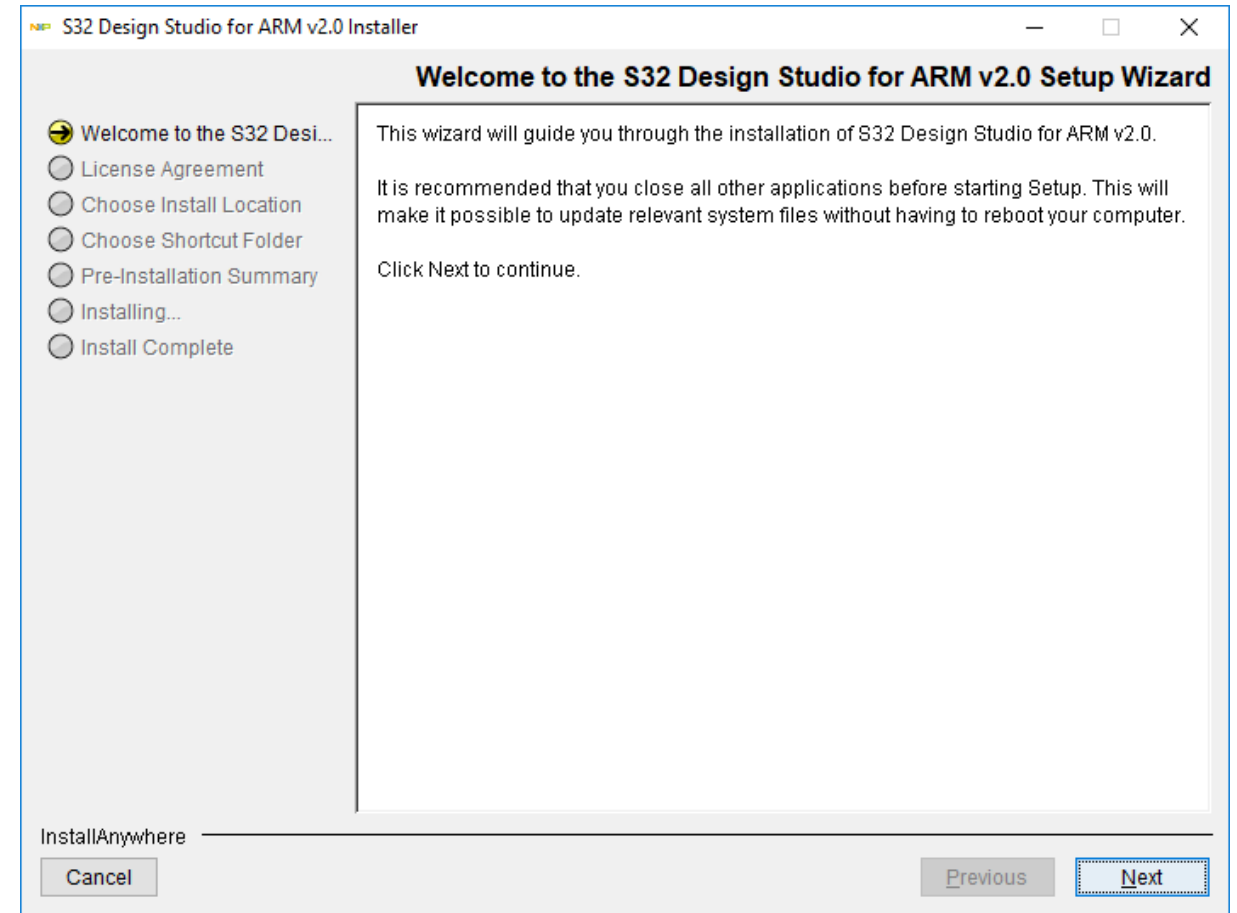 NXP S32 Design Studio for ARM v2.0 Installer
Welcome to the S32 Design Studio for ARM v2.0 Setup Wizard
Welcome to the S32 Desi...
License Agreement
Choose Install Location
Choose Shortcut Folder
Pre-Installation Summary
Installing...
Install Complete
This wizard will guide you through the installation of S32 Design Studio for ARM v2.0.
It is recommended that you close all other applications before starting Setup. This will
make it possible to update relevant system files without having to reboot your computer.
Click Next to continue.
InstallAnywhere
Cancel
Previous
Next